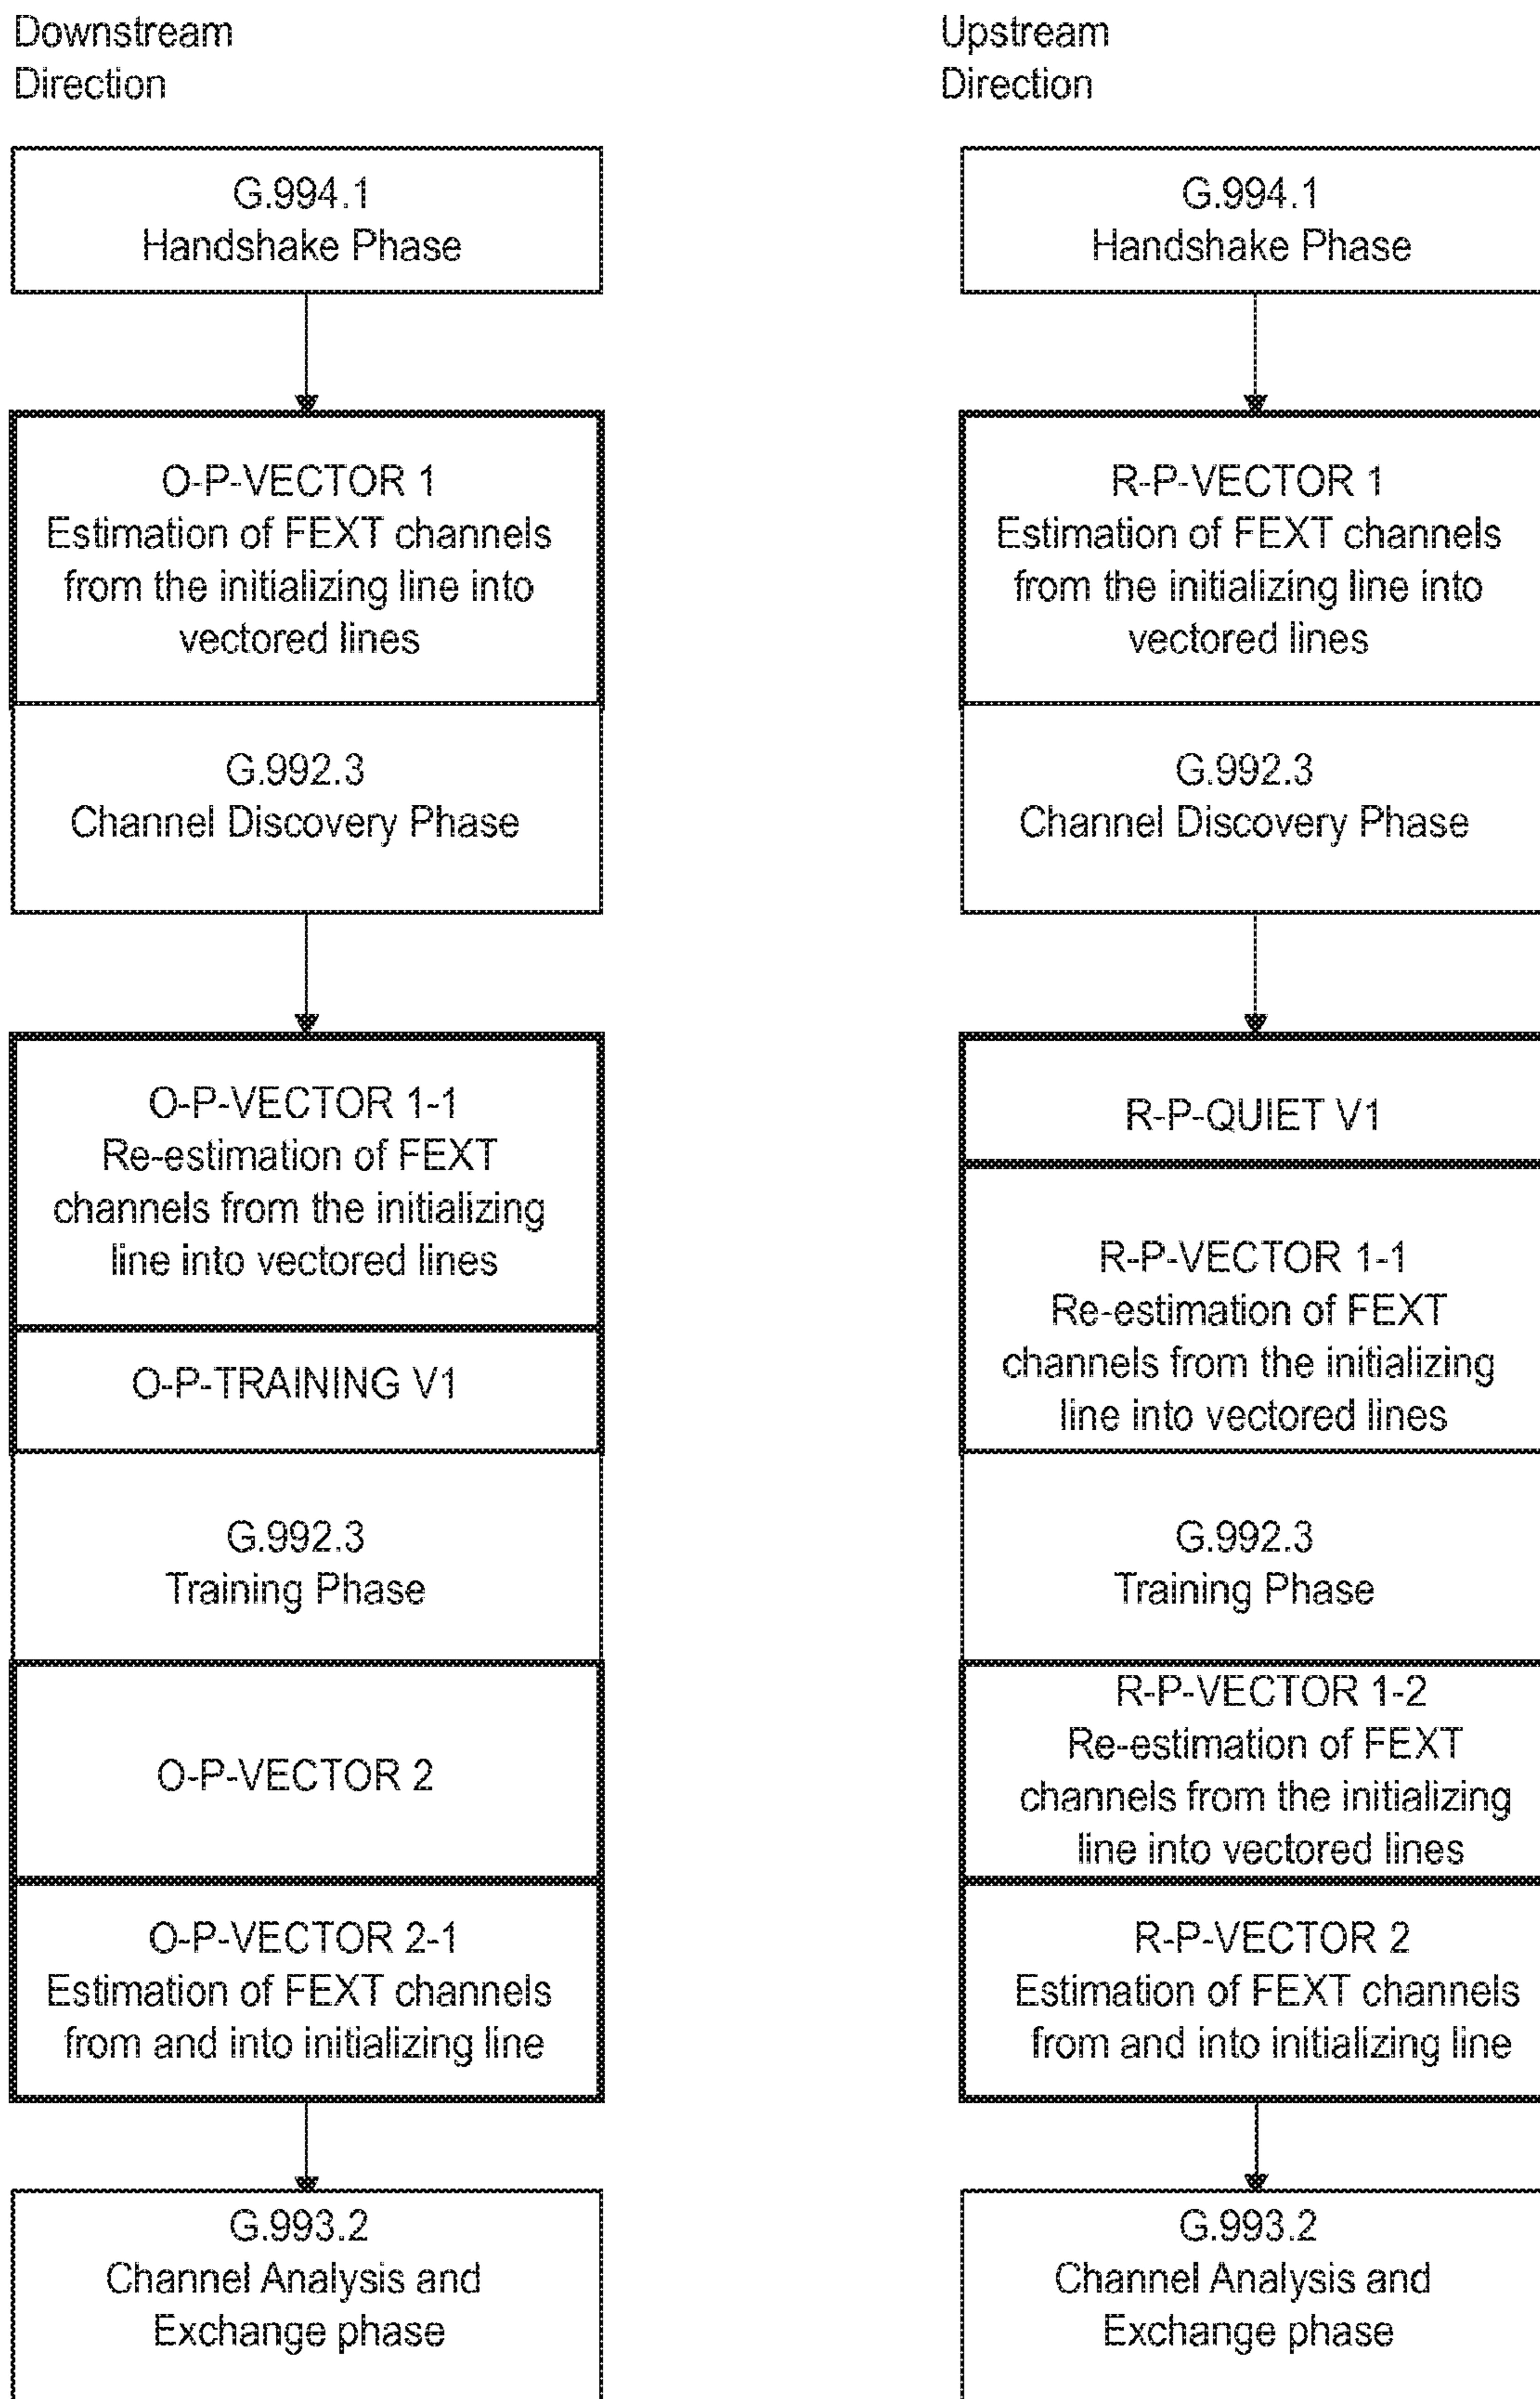 Downstream
Direction
G.994.1
Handshake Phase
O-P-VECTOR 1
Estimation of FEXT channels
from the initializing line into
vectored lines
G.992.3
Channel Discovery Phase
O-P-VECTOR 1-1
Re-estimation of FEXT
channels from the initializing
line into vectored lines
O-P-TRAINING V1
G.992.3
Training Phase
O-P-VECTOR 2
O-P-VECTOR 2-1
Estimation of FEXT channels
from and into initializing line
G.993.2
Channel Analysis and
Exchange phase
Upstream
Direction
G.994.1
Handshake Phase
R-P-VECTOR 1
Estimation of FEXT channels
from the initializing line into
vectored lines
G.992.3
Channel Discovery Phase
R-P-QUIET V1
R-P-VECTOR 1-1
Re-estimation of FEXT
channels from the initializing
line into vectored lines
G.992.3
Training Phase
R-P-VECTOR 1-2
Re-estimation of FEXT
channels from the initializing
line into vectored lines
R-P-VECTOR 2
Estimation of FEXT channels
from and into initializing line
G.993.2
Channel Analysis and
Exchange phase